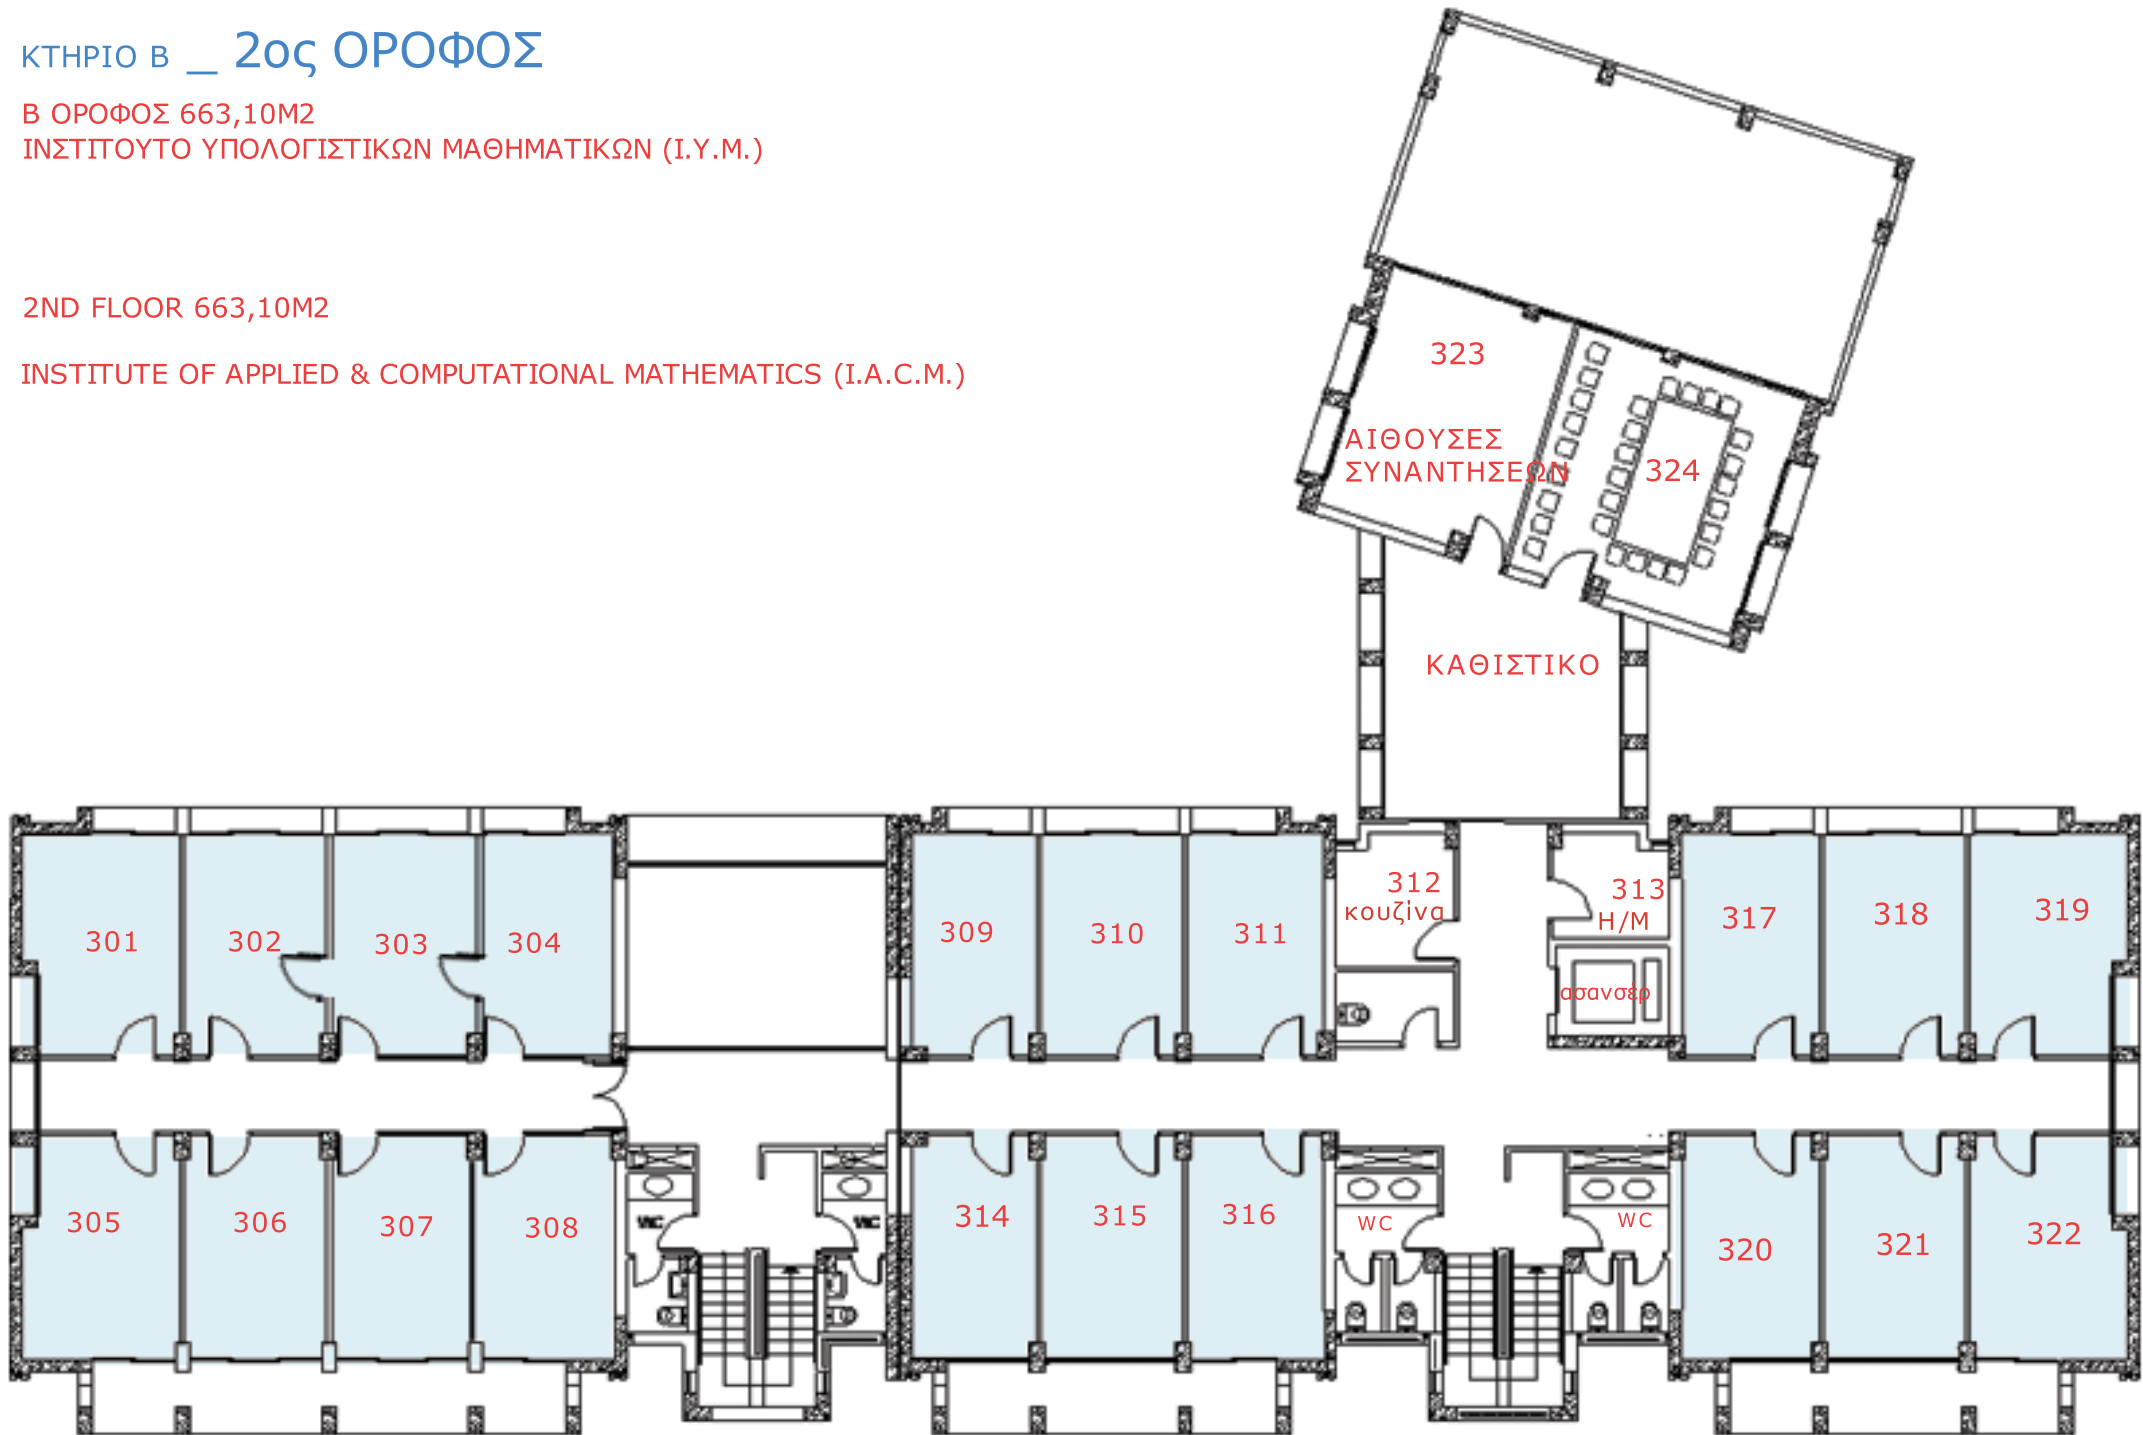 ΚΤΗΡΙΟ Β _ 2ος ΟΡΟΦΟΣ
Β ΟΡΟΦΟΣ 663,10Μ2
ΙΝΣΤΙΤΟΥΤΟ ΥΠΟΛΟΓΙΣΤΙΚΩΝ ΜΑΘΗΜΑΤΙΚΩΝ (Ι.Υ.Μ.)
2ND FLOOR 663,10M2
INSTITUTE OF APPLIED & COMPUTATIONAL MATHEMATICS (I.A.C.M.)
323
ΑΙΘΟΥΣΕΣ
ΣΥΝΑΝΤΗΣΕΩΝ
324
ΚΑΘΙΣΤΙΚΟ
301
302
303
304
309
310
311
312
κουζίνα
313
Η/Μ
ασανσέρ
317
318
319
305
306
307
308
WC
WC
314
315
316
WC
WC
320
321
322